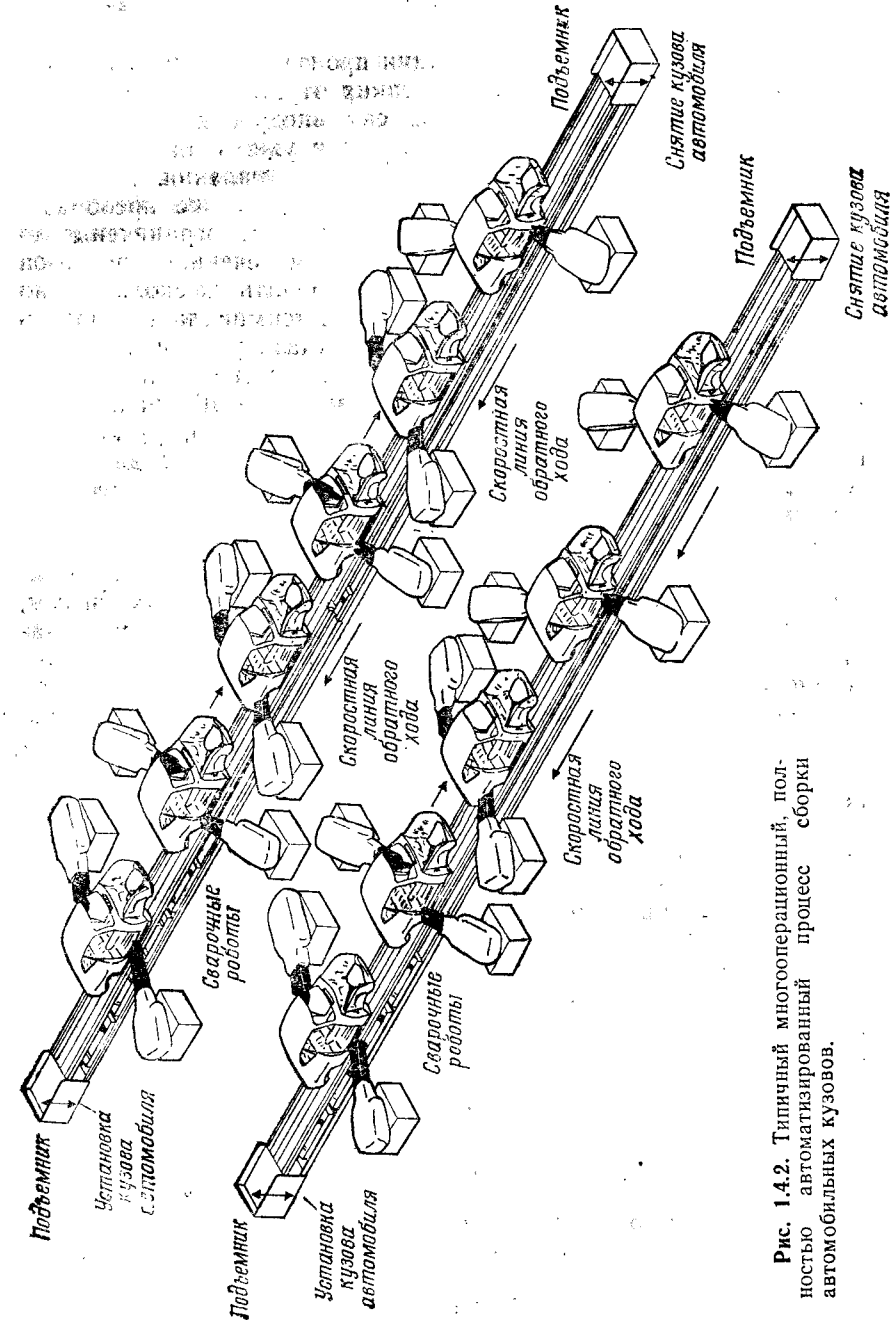 Подъемник
Установка
кузова
автомобиля
Подъемник
Установка
кузова
автомобиля
Сварочные
роботы
Сварочные
роботы
Скоростная
линия
обратного
хода
Скоростная
линия
обратного
хода
Скоростная
линия
обратного
хода
Подъемник
Снятие кузова
автомобиля
Подъемник
Снятие кузова
автомобиля
Рис. 1.4.2. Типичный многооперационный, пол-
ностью автоматизированный процесс сборки
автомобильных кузовов.